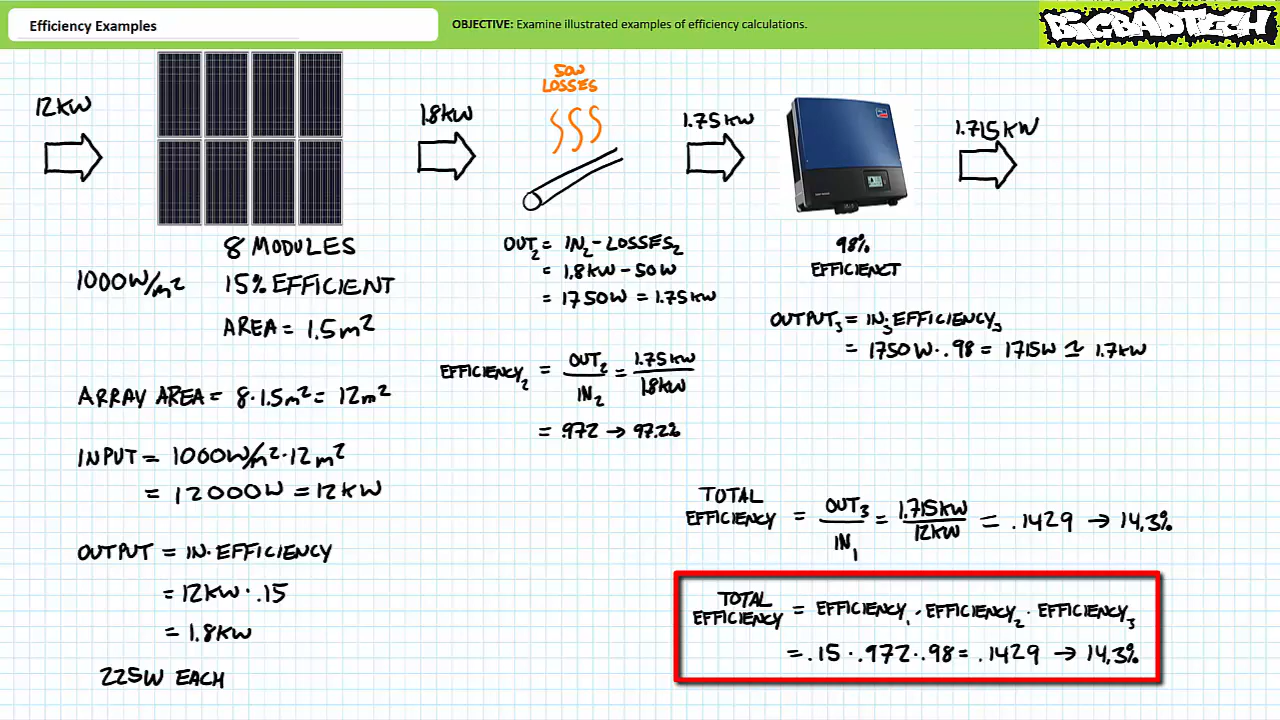 Efficiency Examples
OBJECTIVE: Examine illustrated examples of efficiency calculations.
BIGBADTECH
12KW
1.8KW
50W
LOSSES
1.75KW
1.715KW
8 MODULES
1000W/m²
15% EFFICIENT
AREA = 1.5m²
ARRAY AREA = 8·1.5m² = 12m²
INPUT = 1000W/m²·12m²
= 12000W = 12KW
OUTPUT = IN·EFFICIENCY
= 12KW·.15
= 1.8KW
225W EACH
OUT₂ = IN₂-LOSSES₂
= 1.8KW-50W
= 1750W = 1.75KW
EFFICIENCY₂ = OUT₂/IN₂ = 1.75KW/1.8KW
= .972 → 97.2%
98%
EFFICIENCT
OUTPUT₃ = IN₃·EFFICIENCY₃
= 1750W·.98 = 1715W ≃ 1.7KW
TOTAL
EFFICIENCY = OUT₃/IN₁ = 1.715KW/12KW = .1429 → 14.3%
TOTAL
EFFICIENCY = EFFICIENCY₁·EFFICIENCY₂·EFFICIENCY₃
= .15·.972·.98 = .1429 → 14.3%